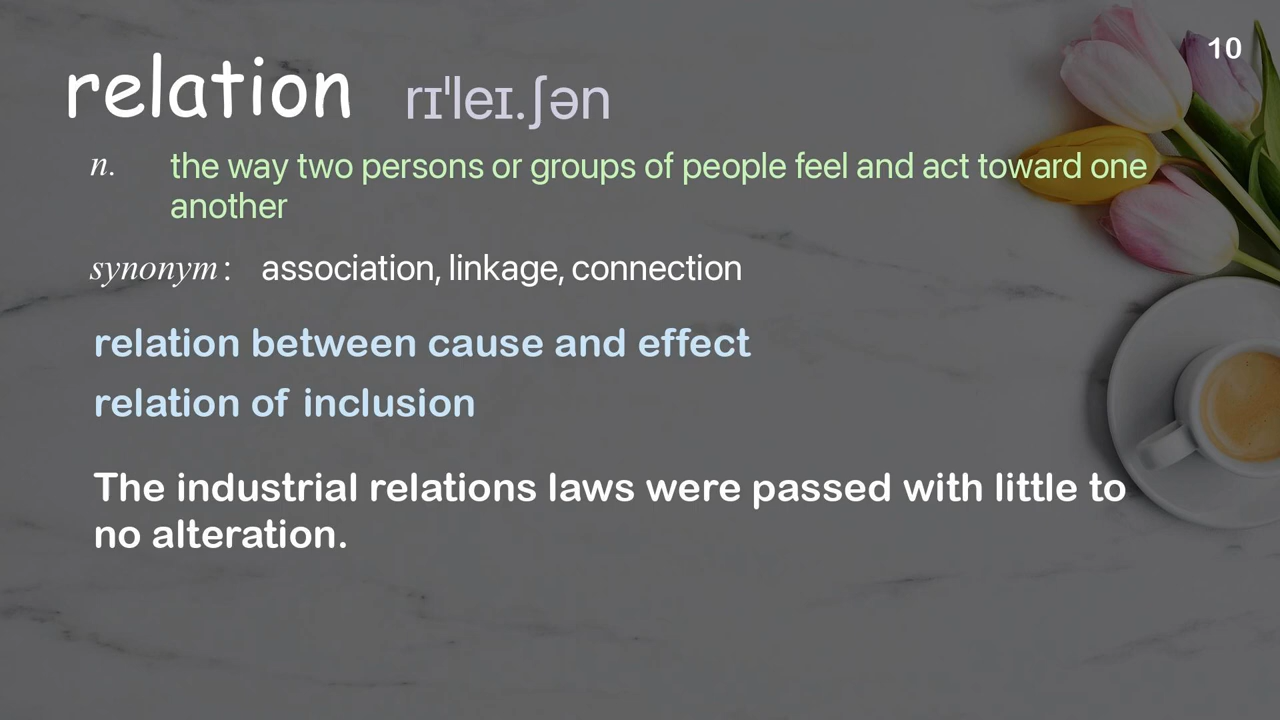 10
relation rɪˈleɪ.ʃən
n. the way two persons or groups of people feel and act toward one
another
synonym: association, linkage, connection
relation between cause and effect
relation of inclusion
The industrial relations laws were passed with little to
no alteration.